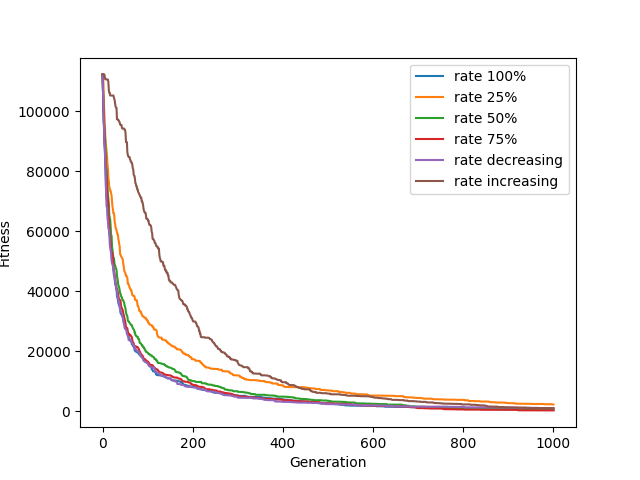 100000
80000
60000
40000
20000
0
0
200
400
600
800
1000
Generation
rate 100%
rate 25%
rate 50%
rate 75%
rate decreasing
rate increasing